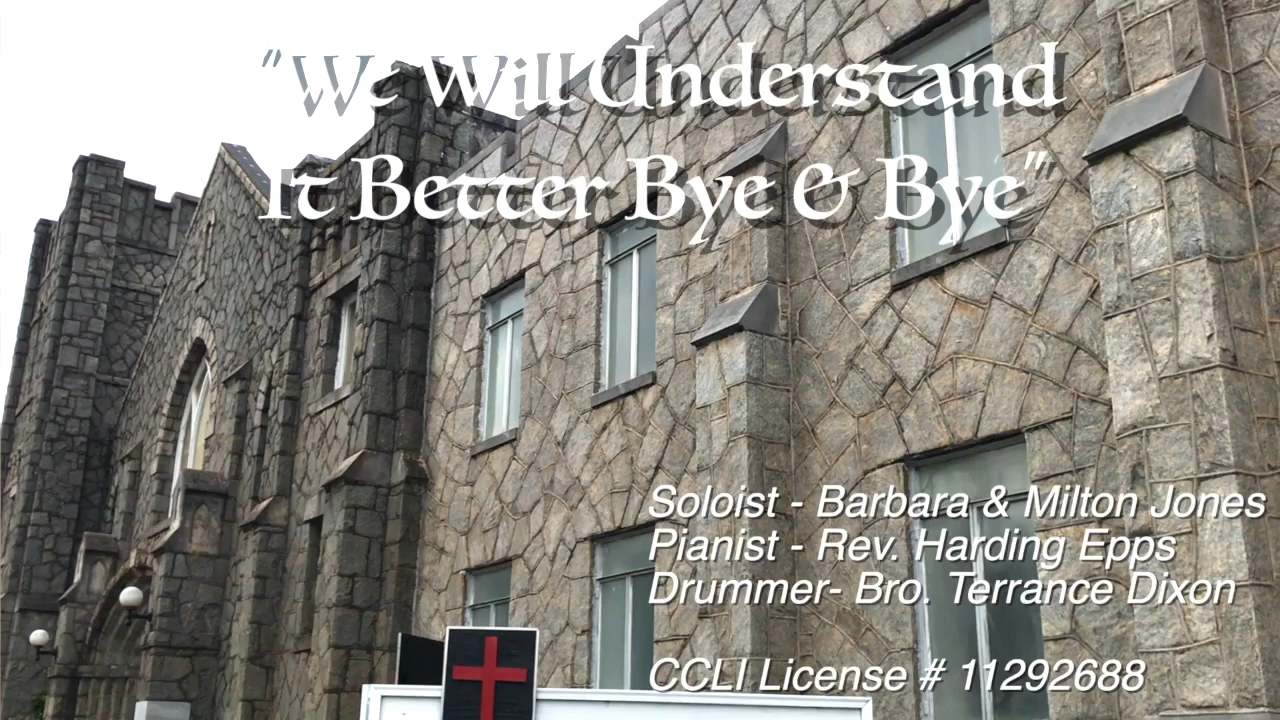 "We Will Understand
It Better Bye & Bye"
Soloist - Barbara & Milton Jones
Pianist - Rev. Harding Epps
Drummer- Bro. Terrance Dixon
CCLI License # 11292688